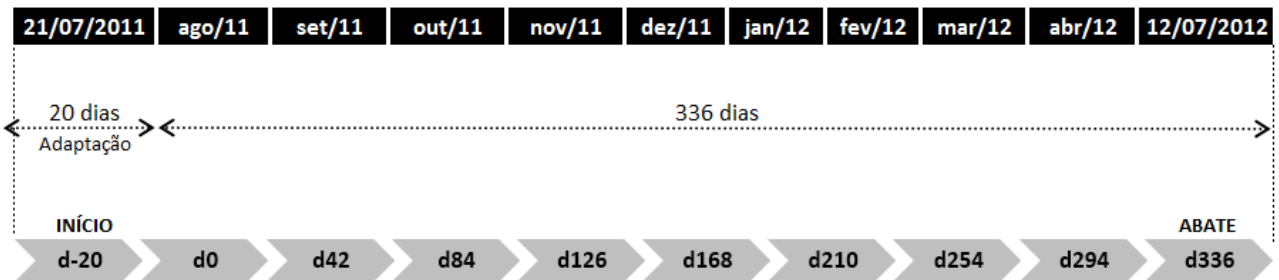 21/07/2011 ago/11 set/11 out/11 nov/11 dez/11 jan/12 fev/12 mar/12 abr/12 12/07/2012
20 dias 336 dias
Adaptação
INÍCIO ABATE
d-20 d0 d42 d84 d126 d168 d210 d254 d294 d336